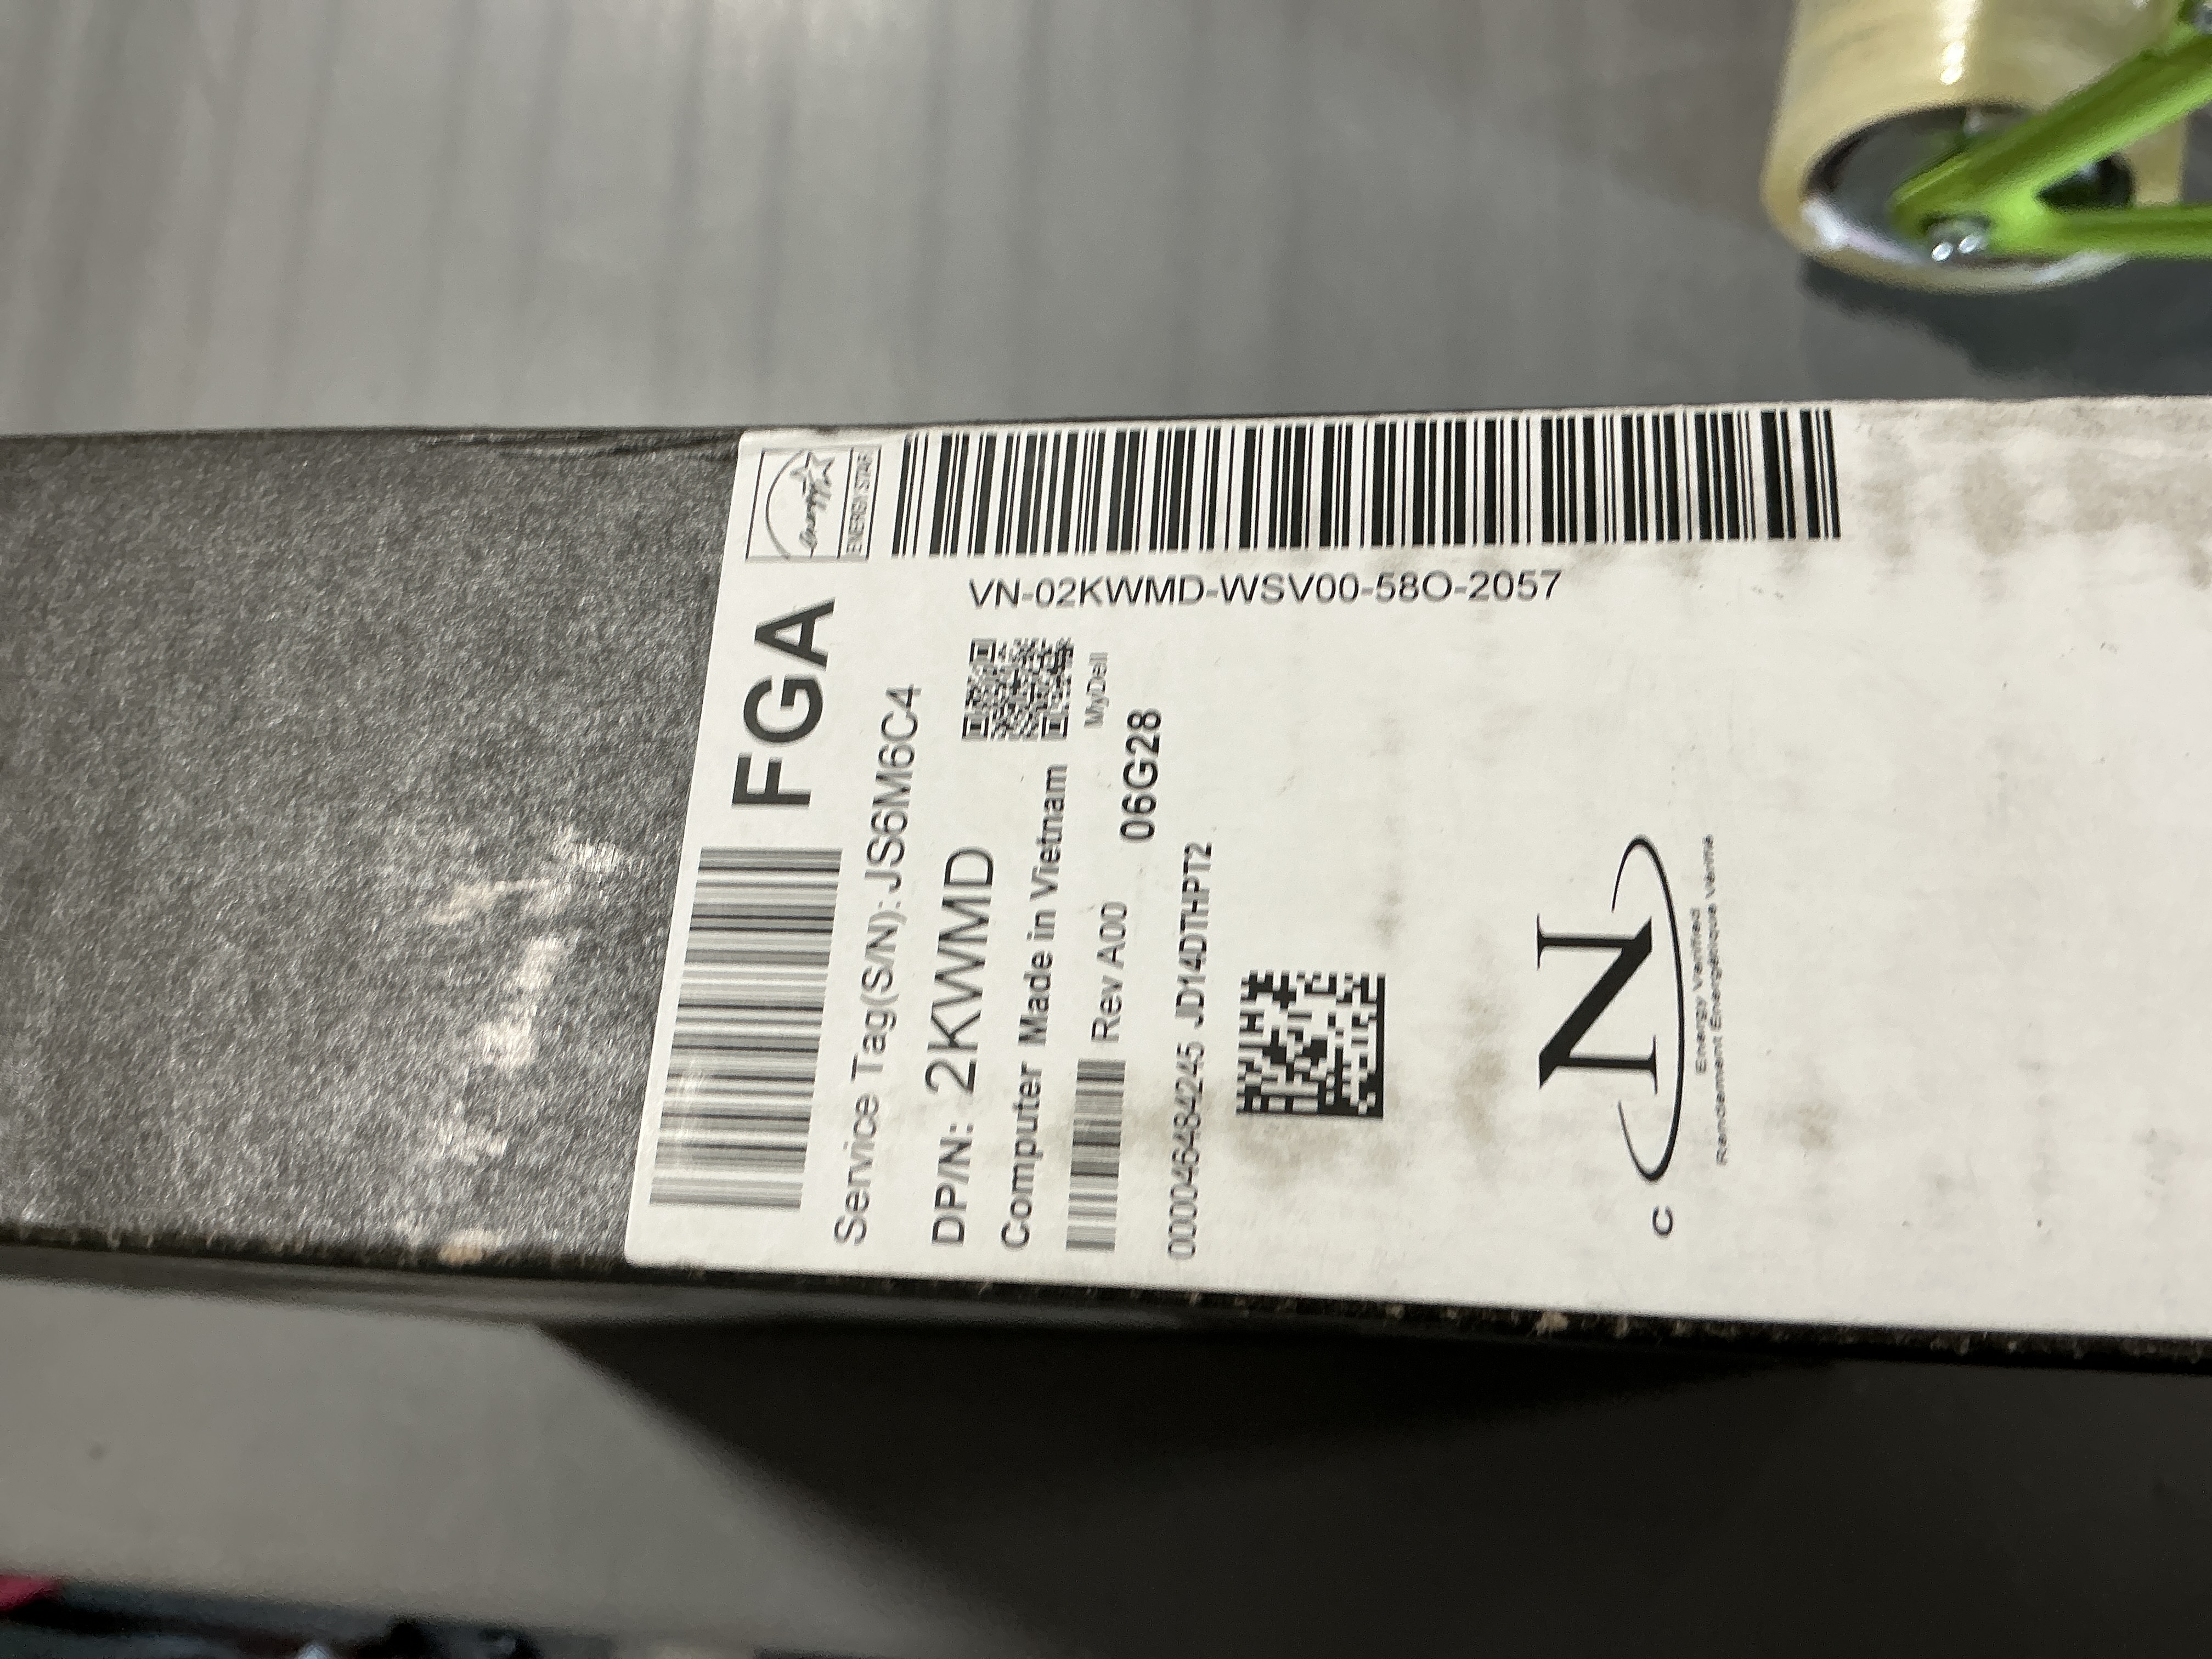 FGA
energy
ENERGY STAR
Service Tag(S/N):JS6M6C4
DP/N: 2KWMD
VN-02KWMD-WSV00-58O-2057
Computer Made in Vietnam
MyDell
Rev A00
06G28
00004648424​5 JD14DTHPT2
N
C
Energy Verified
Rendement Énergétique Vérifié